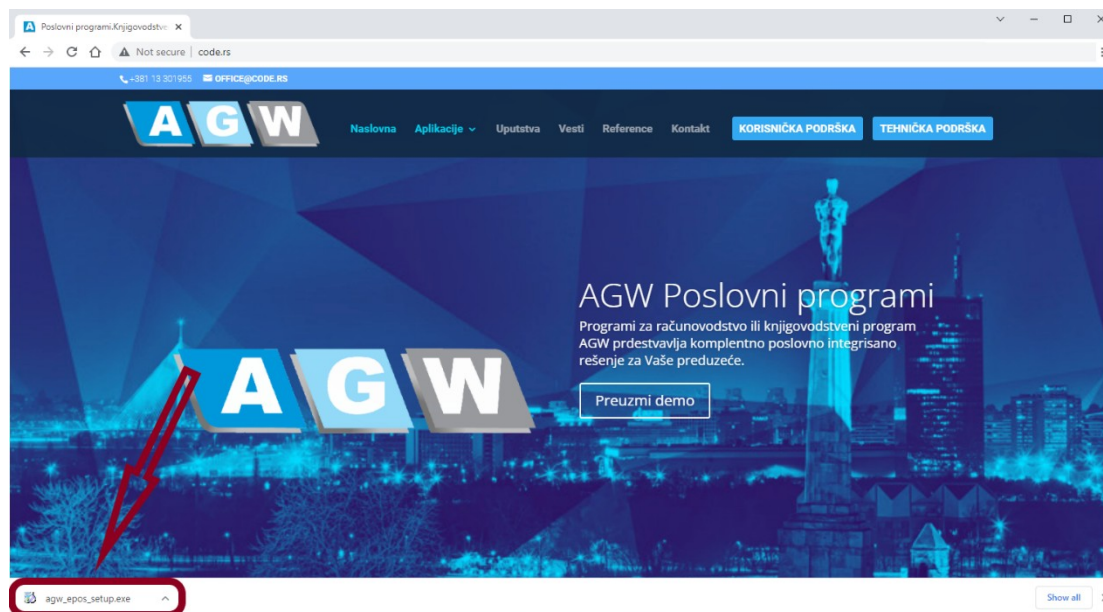 Poslovni programi.Knjigovodstvo
Not secure | code.rs
+381 13 301955 OFFICE@CODE.RS
AGW
Naslovna Aplikacije Uputstva Vesti Reference Kontakt KORISNIČKA PODRŠKA TEHNIČKA PODRŠKA
AGW Poslovni programi
Programi za računovodstvo ili knjigovodstveni program
AGW prdestvavlja komplentno poslovno integrisano
rešenje za Vaše preduzeće.
AGW
Preuzmi demo
agw_epos_setup.exe
Show all